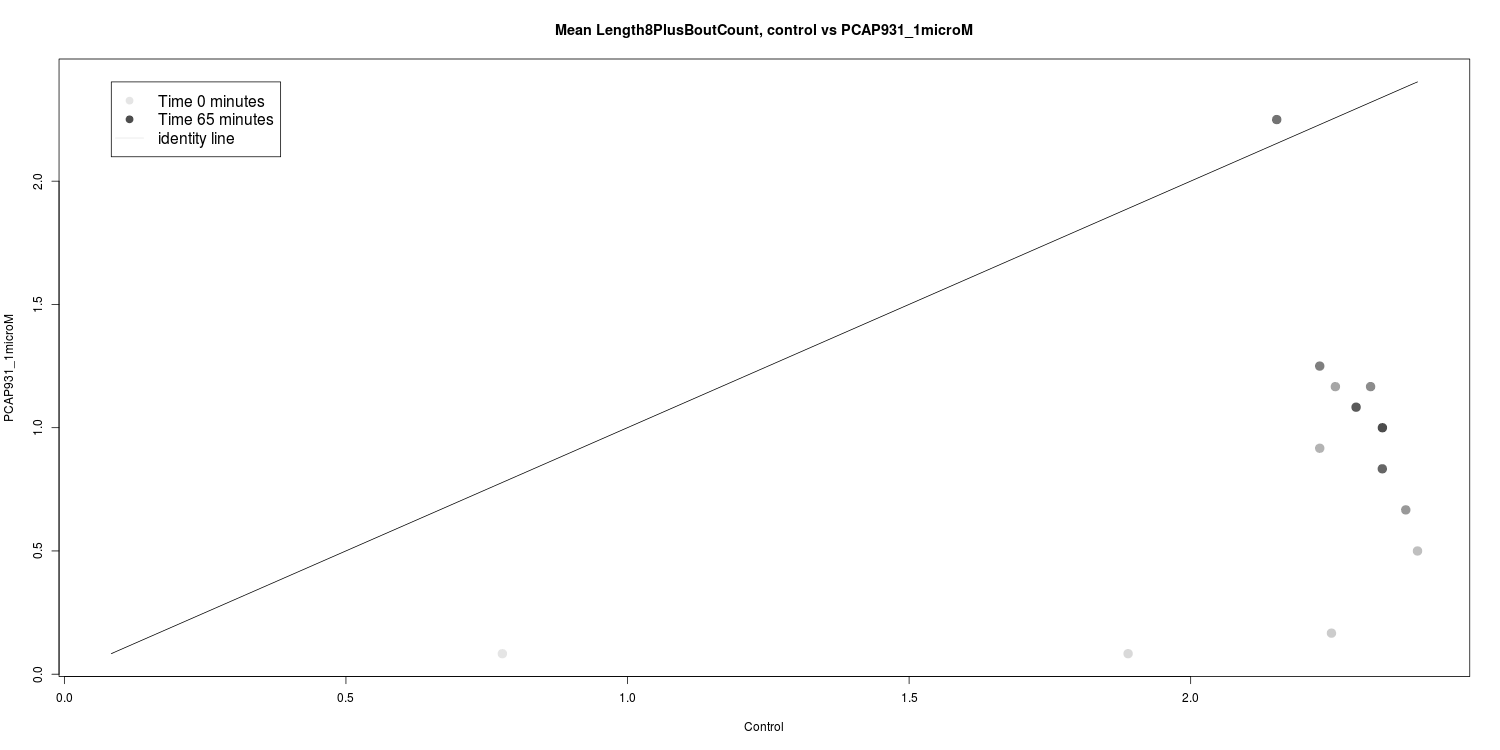 Mean Length8PlusBoutCount, control vs PCAP931_1microM
Time 0 minutes
Time 65 minutes
identity line
PCAP931_1microM
2.0
1.5
1.0
0.5
0.0
0.0 0.5 1.0 1.5 2.0
Control